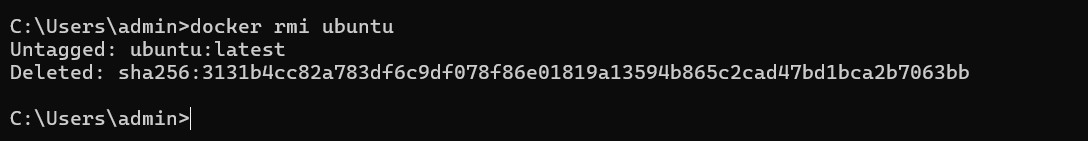 C:\Users\admin>docker rmi ubuntu
Untagged: ubuntu:latest
Deleted: sha256:3131b4cc82a783df6c9df078f86e01819a13594b865c2cad47bd1bca2b7063bb
C:\Users\admin>